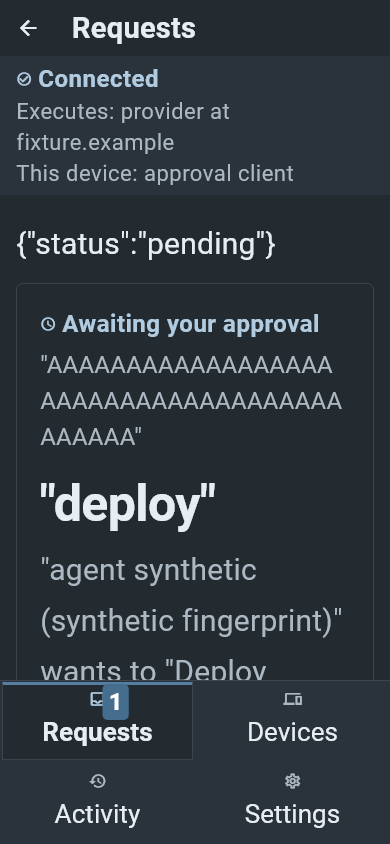 Requests
Connected
Executes: provider at
fixture.example
This device: approval client
{"status":"pending"}
Awaiting your approval
"AAAAAAAAAAAAAAAAAA
AAAAAAAAAAAAAAAAAAA
AAAAAA"
"deploy"
"agent synthetic
(synthetic fingerprint)"
wants to "Deploy
1
Requests
Devices
Activity
Settings